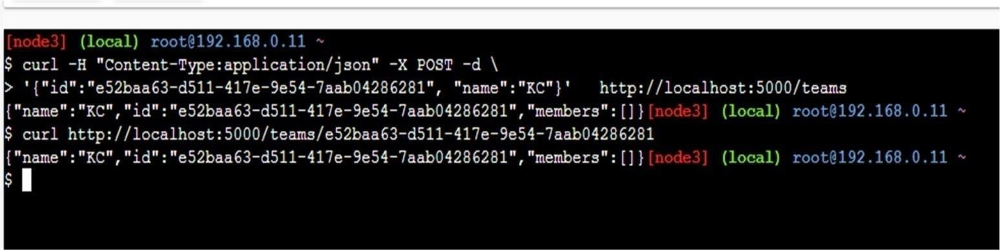 [node3] (local) root@192.168.0.11 ~
$ curl -H "Content-Type:application/json" -X POST -d \
> '{"id":"e52baa63-d511-417e-9e54-7aab04286281", "name":"KC"}'   http://localhost:5000/teams
{"name":"KC","id":"e52baa63-d511-417e-9e54-7aab04286281","members":[]}[node3] (local) root@192.168.0.11 ~
$ curl http://localhost:5000/teams/e52baa63-d511-417e-9e54-7aab04286281
{"name":"KC","id":"e52baa63-d511-417e-9e54-7aab04286281","members":[]}[node3] (local) root@192.168.0.11 ~
$